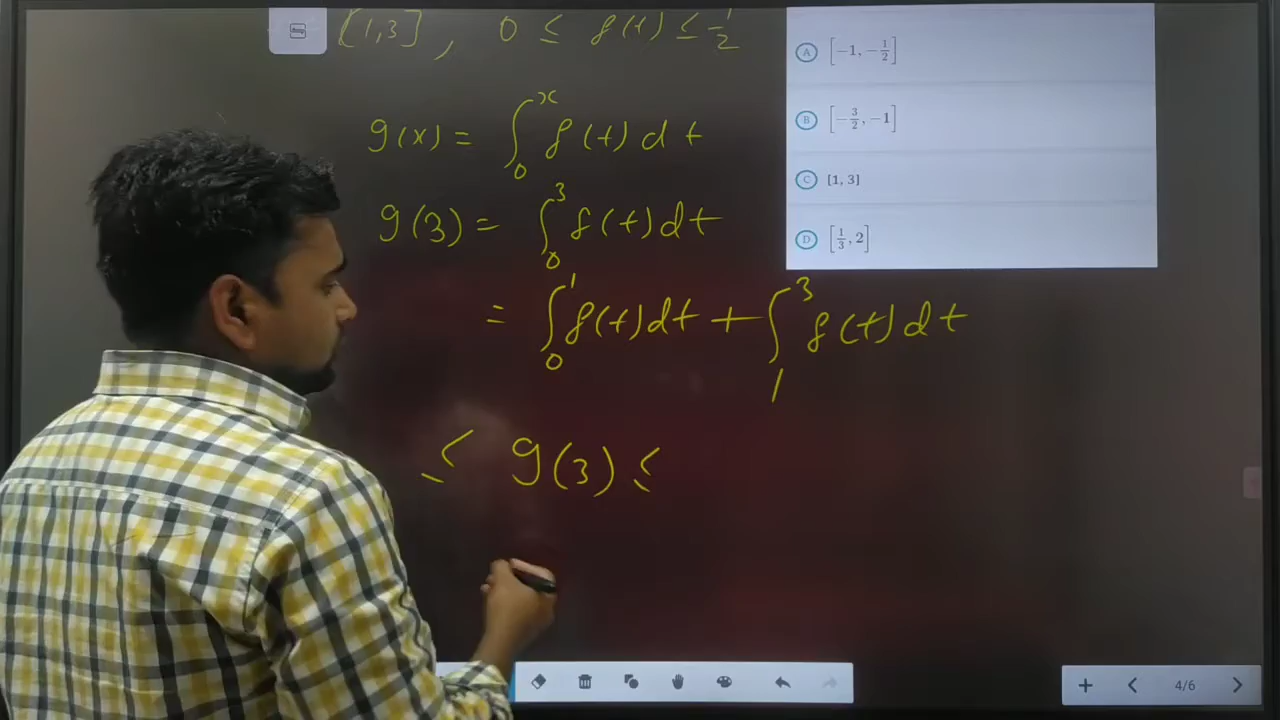 [1,3], 0 ≤ f(t) ≤ 1/2
g(x) = ∫₀ˣ f(t) dt
g(3) = ∫₀³ f(t) dt
= ∫₀¹ f(t) dt + ∫₁³ f(t) dt
≤ g(3) ≤
A [−1, −1/2]
B [−3/2, −1]
C [1, 3]
D [1/3, 2]
4/6